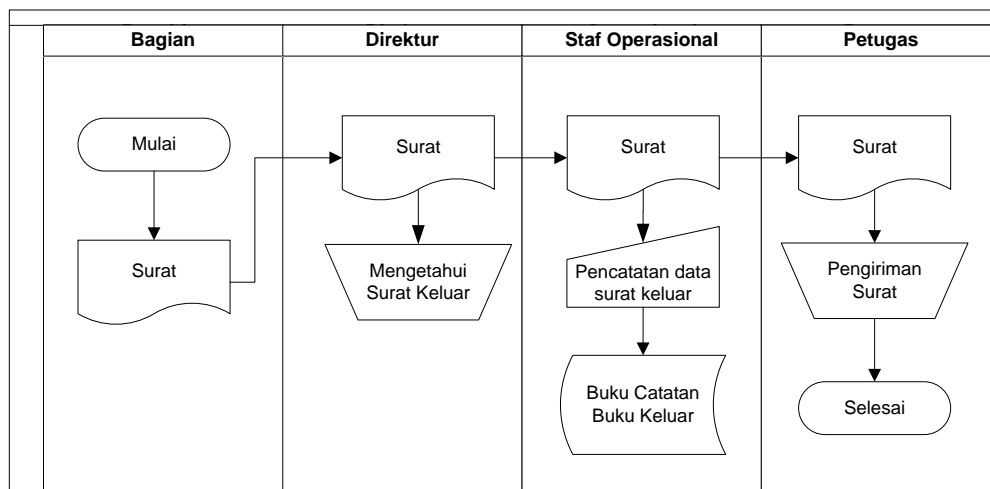 Bagian
Direktur
Staf Operasional
Petugas
Mulai
Surat
Surat
Mengetahui
Surat Keluar
Surat
Pencatatan data
surat keluar
Buku Catatan
Buku Keluar
Surat
Pengiriman
Surat
Selesai